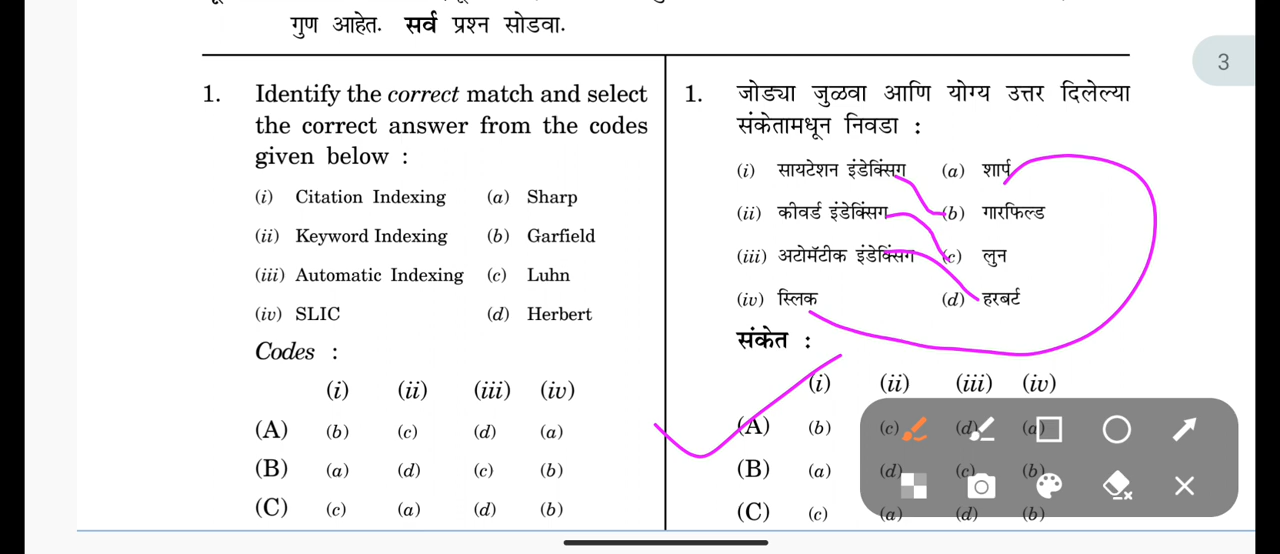 गुण आहेत. सर्व प्रश्न सोडवा.
3
1. Identify the correct match and select
the correct answer from the codes
given below :
(i) Citation Indexing (a) Sharp
(ii) Keyword Indexing (b) Garfield
(iii) Automatic Indexing (c) Luhn
(iv) SLIC (d) Herbert
Codes :
(i) (ii) (iii) (iv)
(A) (b) (c) (d) (a)
(B) (a) (d) (c) (b)
(C) (c) (a) (d) (b)
1. जोड्या जुळवा आणि योग्य उत्तर दिलेल्या
संकेतामधून निवडा :
(i) सायटेशन इंडेक्सिंग (a) शार्प
(ii) कीवर्ड इंडेक्सिंग (b) गारफिल्ड
(iii) अटोमॅटीक इंडेक्सिंग (c) लुन
(iv) स्लिक (d) हरबर्ट
संकेत :
(i) (ii) (iii) (iv)
(A) (b) (c) (d) (a)
(B) (a) (d) (c) (b)
(C) (c) (a) (d) (b)